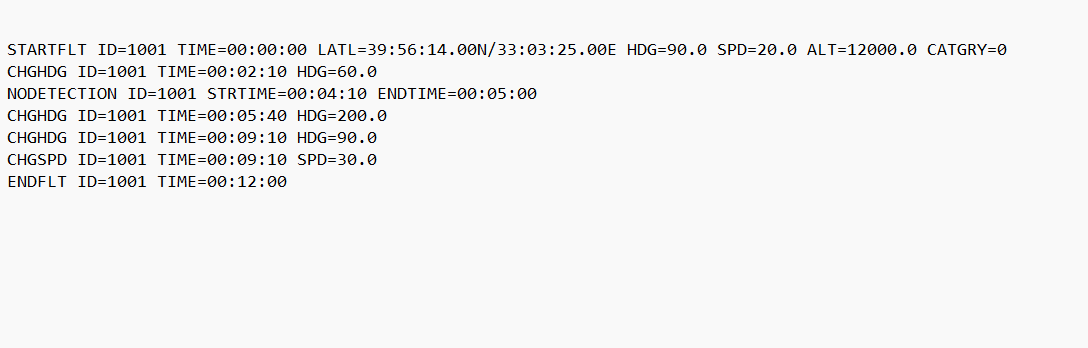 STARTFLT ID=1001 TIME=00:00:00 LATL=39:56:14.00N/33:03:25.00E HDG=90.0 SPD=20.0 ALT=12000.0 CATGRY=0
CHGHDG ID=1001 TIME=00:02:10 HDG=60.0
NODETECTION ID=1001 STRTIME=00:04:10 ENDTIME=00:05:00
CHGHDG ID=1001 TIME=00:05:40 HDG=200.0
CHGHDG ID=1001 TIME=00:09:10 HDG=90.0
CHGSPD ID=1001 TIME=00:09:10 SPD=30.0
ENDFLT ID=1001 TIME=00:12:00